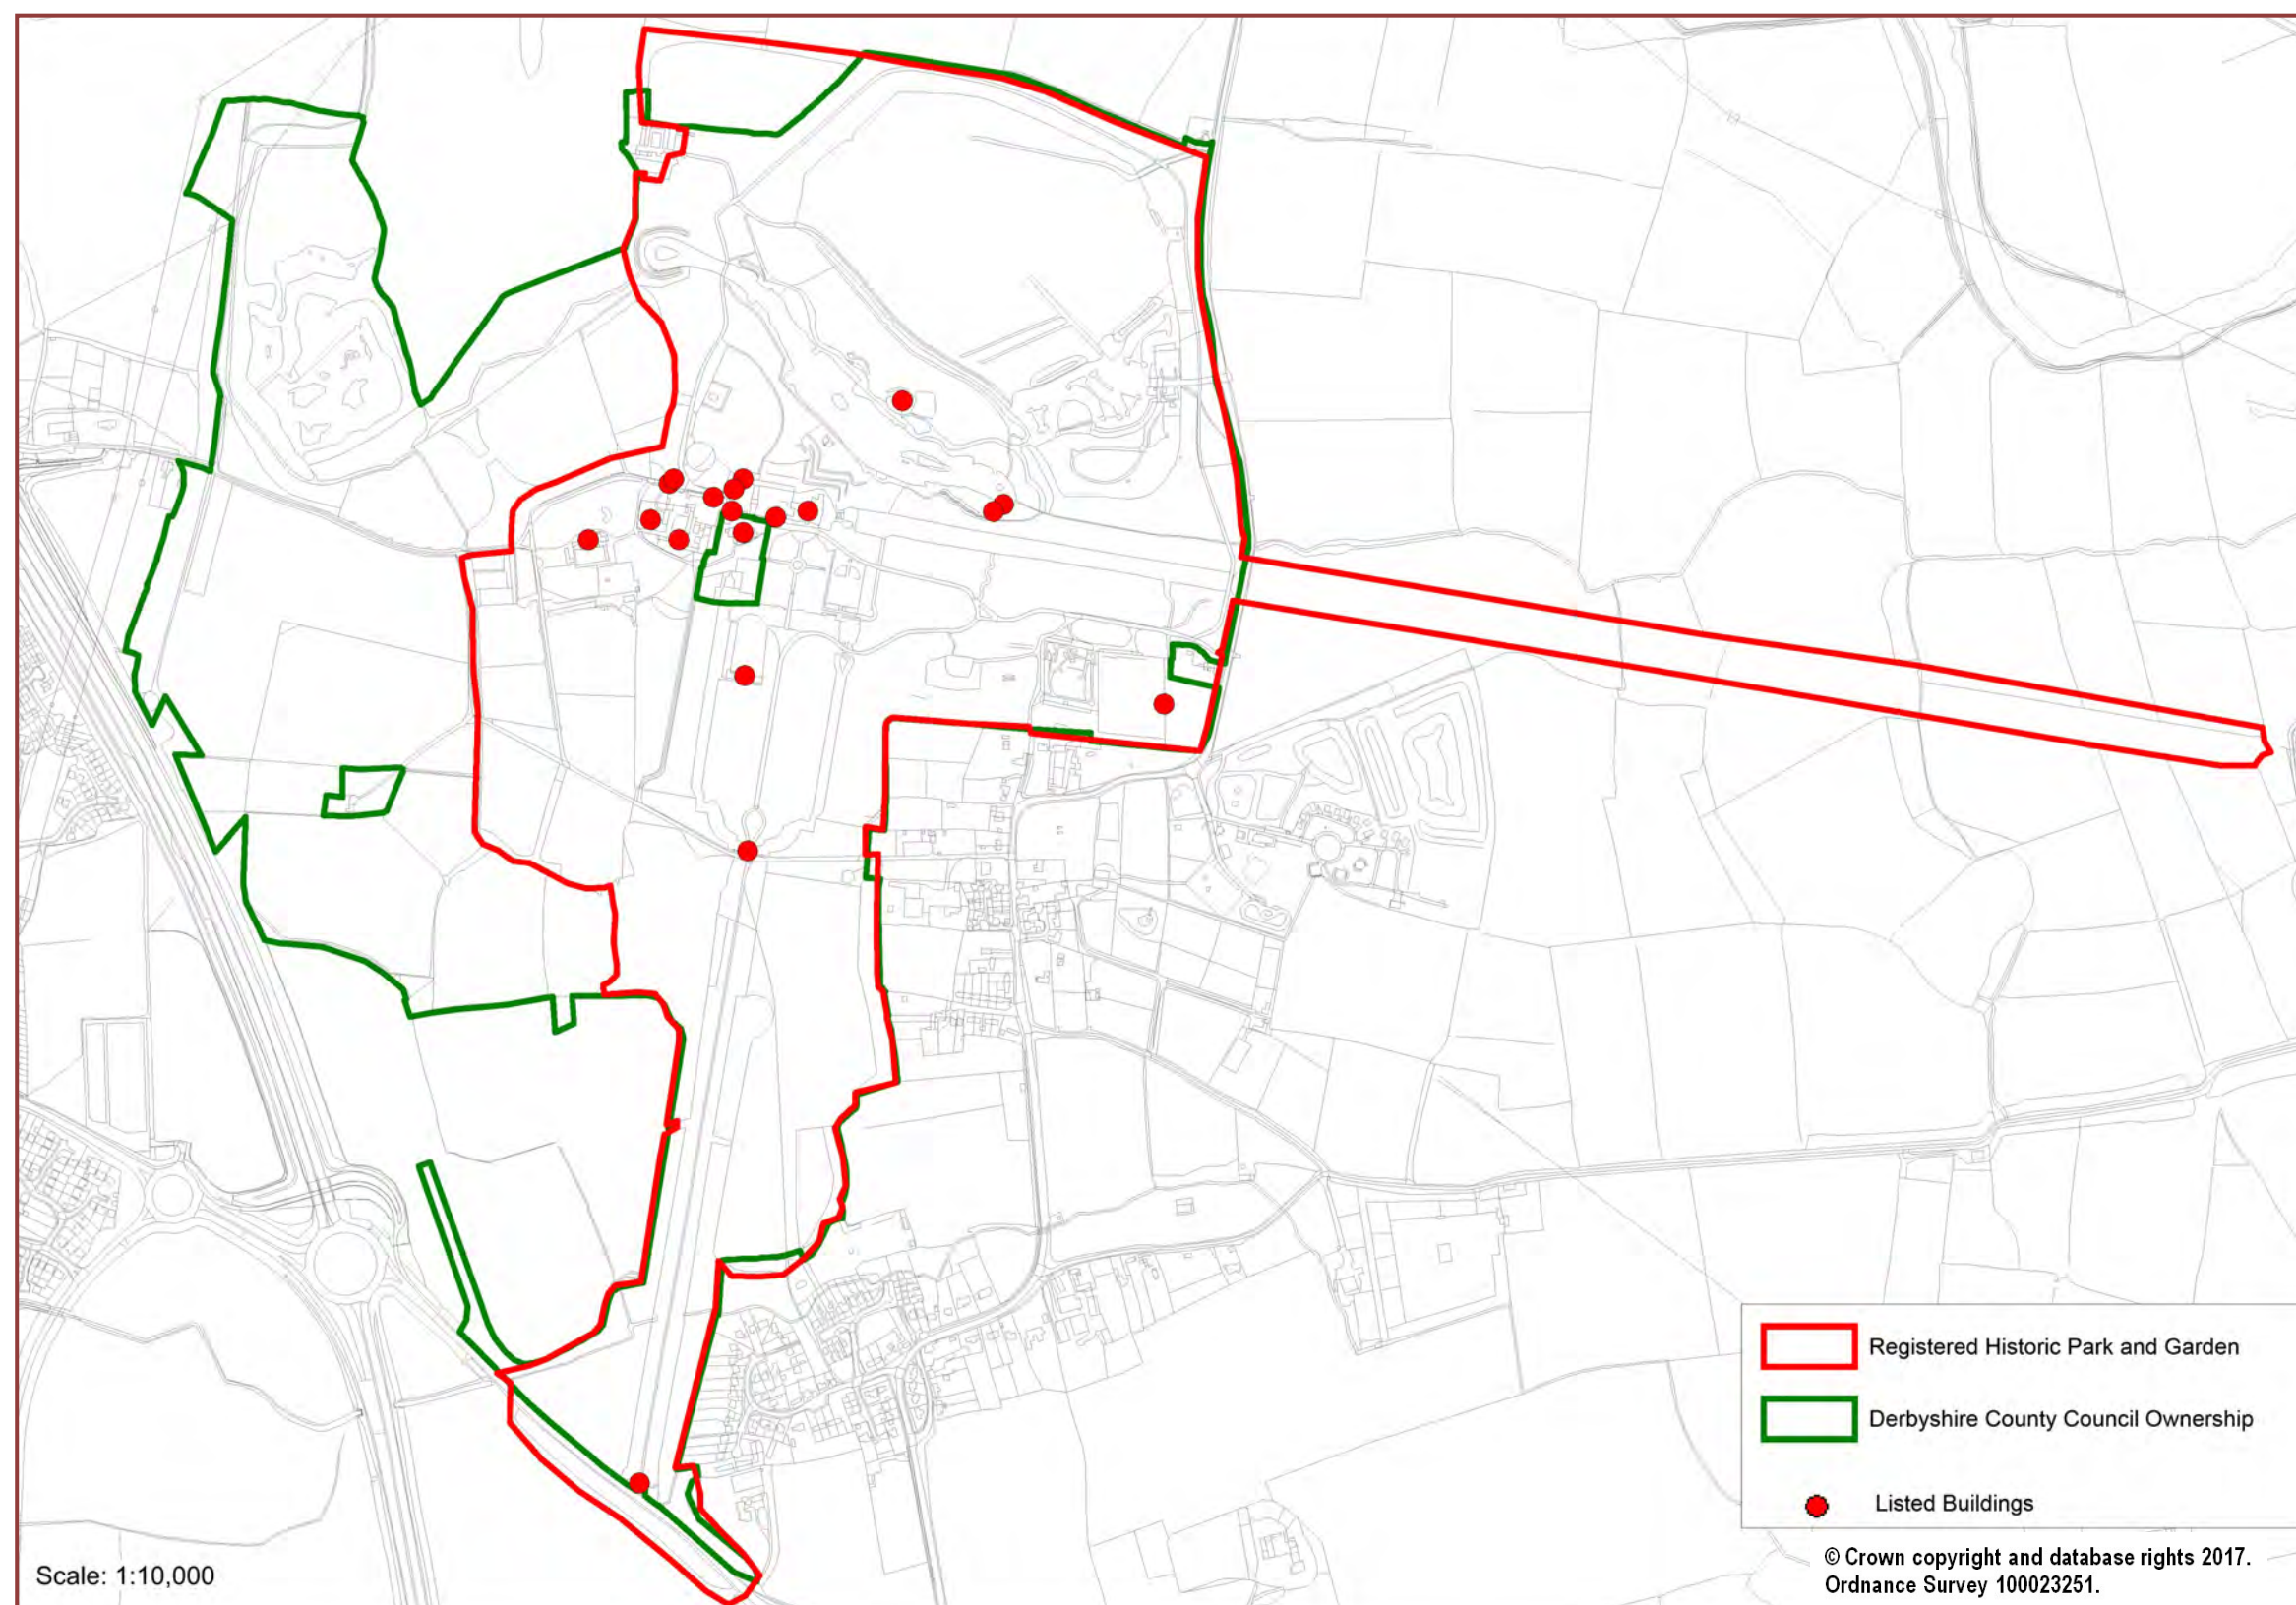 Registered Historic Park and Garden
Derbyshire County Council Ownership
Listed Buildings
Scale: 1:10,000
© Crown copyright and database rights 2017.
Ordnance Survey 100023251.